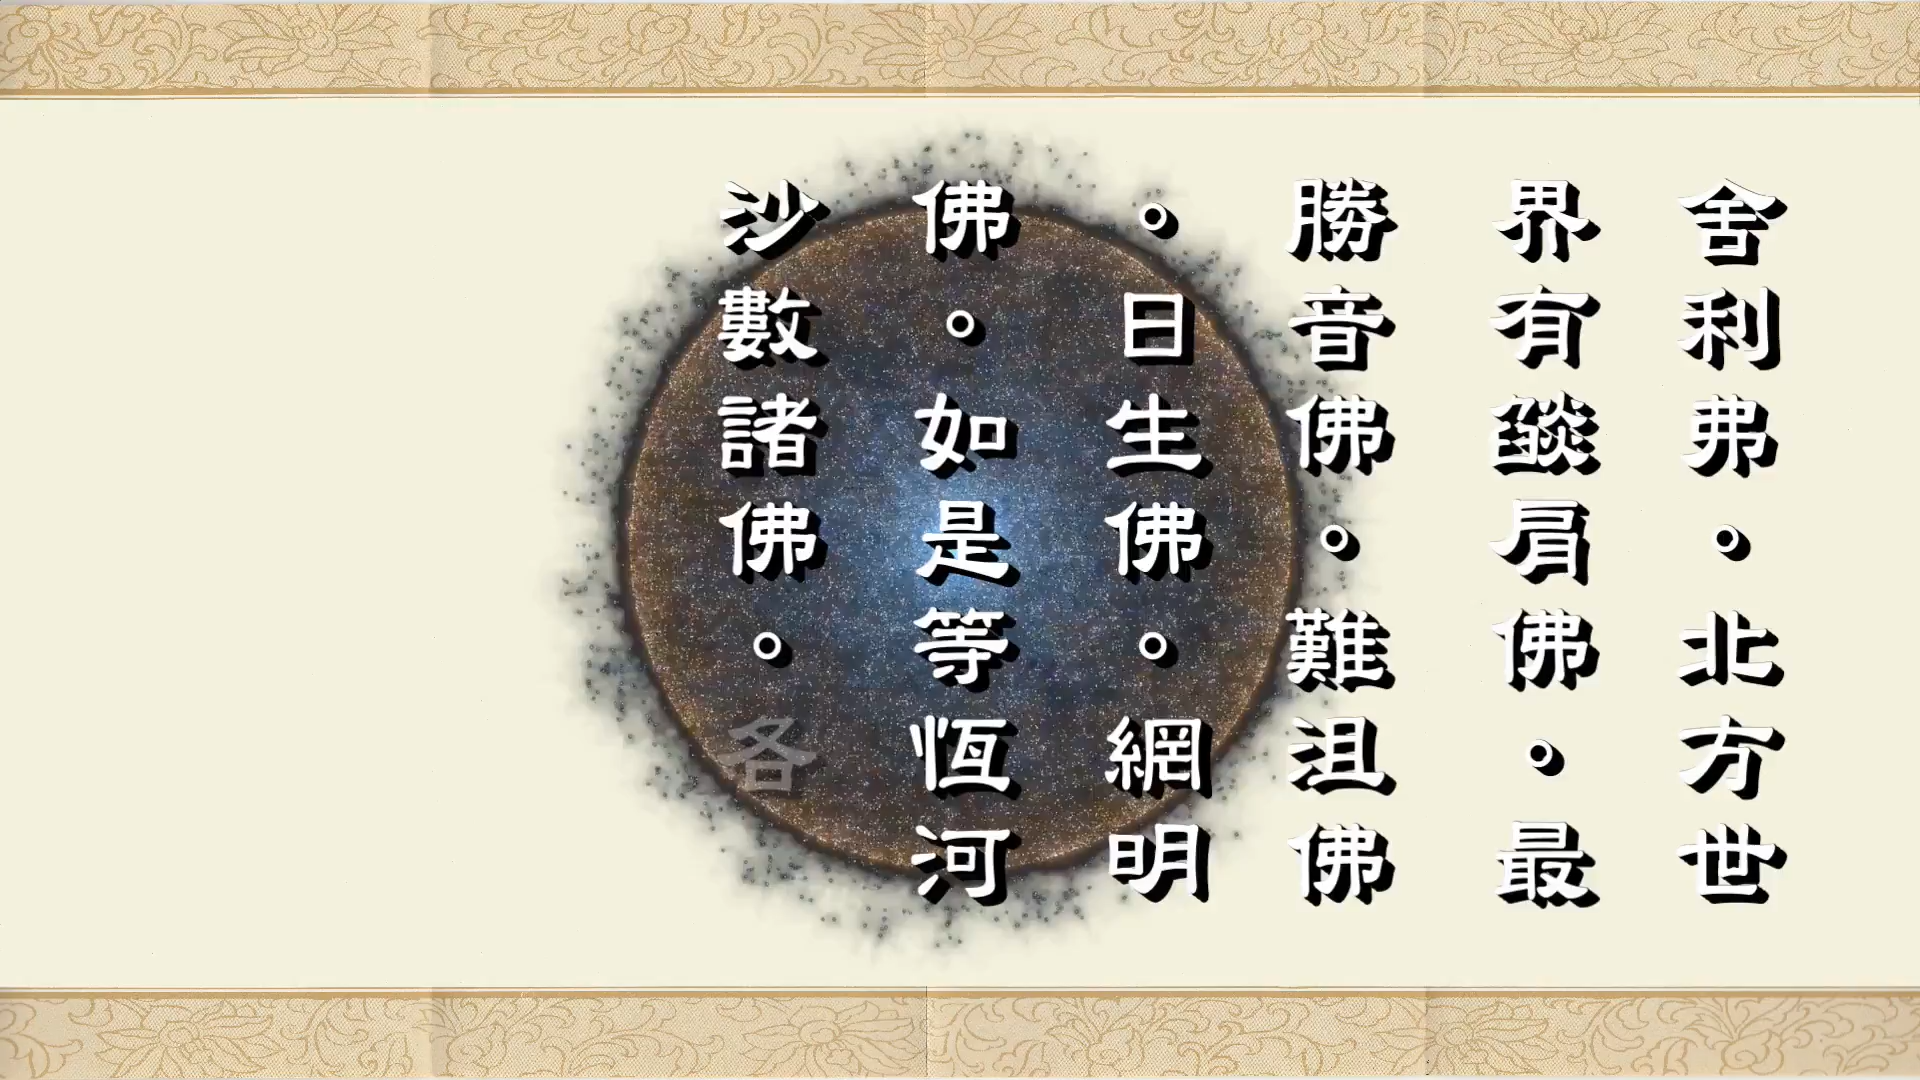 舍利弗。北方世
界有燄肩佛。最
勝音佛。難沮佛
。日生佛。網明
佛。如是等恆河
沙數諸佛。各